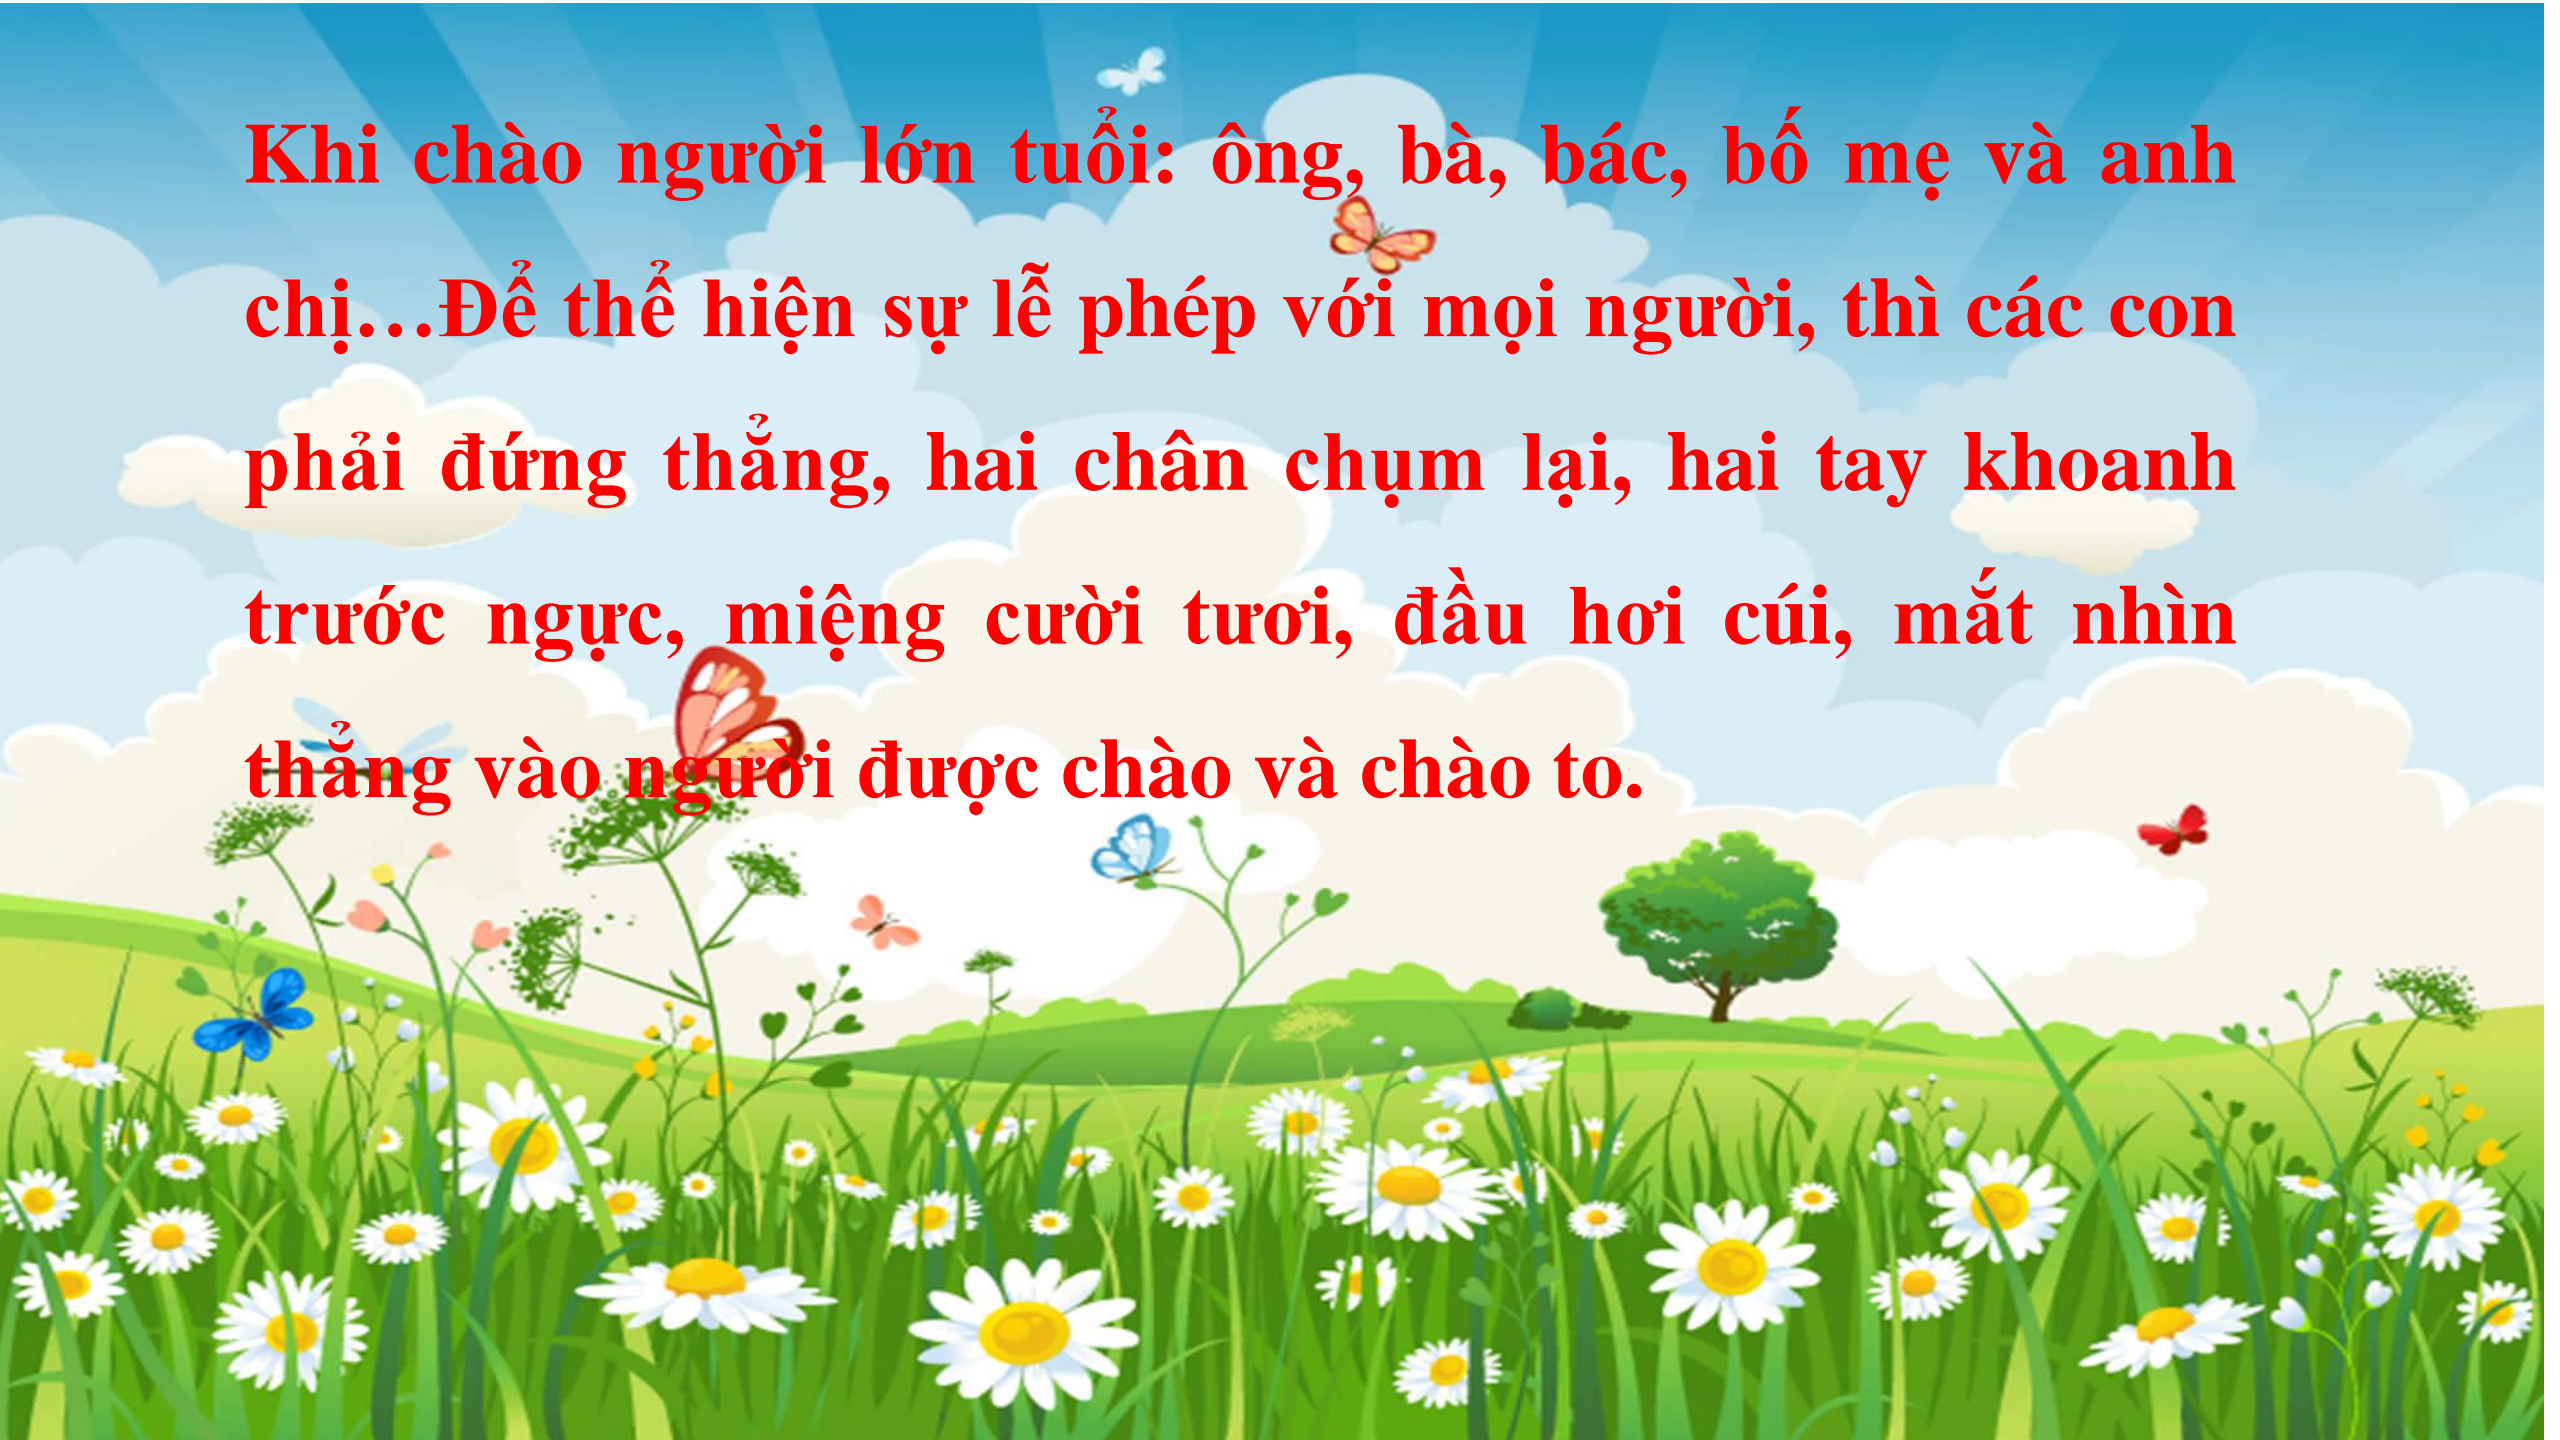 Khi chào người lớn tuổi: ông, bà, bác, bố mẹ và anh
chị…Để thể hiện sự lễ phép với mọi người, thì các con
phải đứng thẳng, hai chân chụm lại, hai tay khoanh
trước ngực, miệng cười tươi, đầu hơi cúi, mắt nhìn
thẳng vào người được chào và chào to.